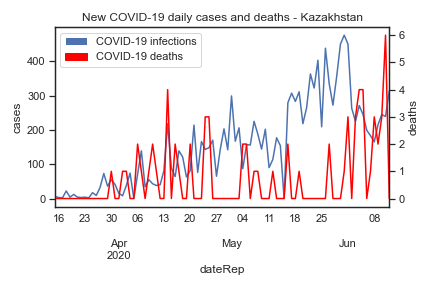 New COVID-19 daily cases and deaths - Kazakhstan
COVID-19 infections
COVID-19 deaths
cases
400
300
200
100
0
6
5
4
3
2
1
0
deaths
16 23 30 06 13 20 27 04 11 18 25 08
Apr May Jun
2020
dateRep